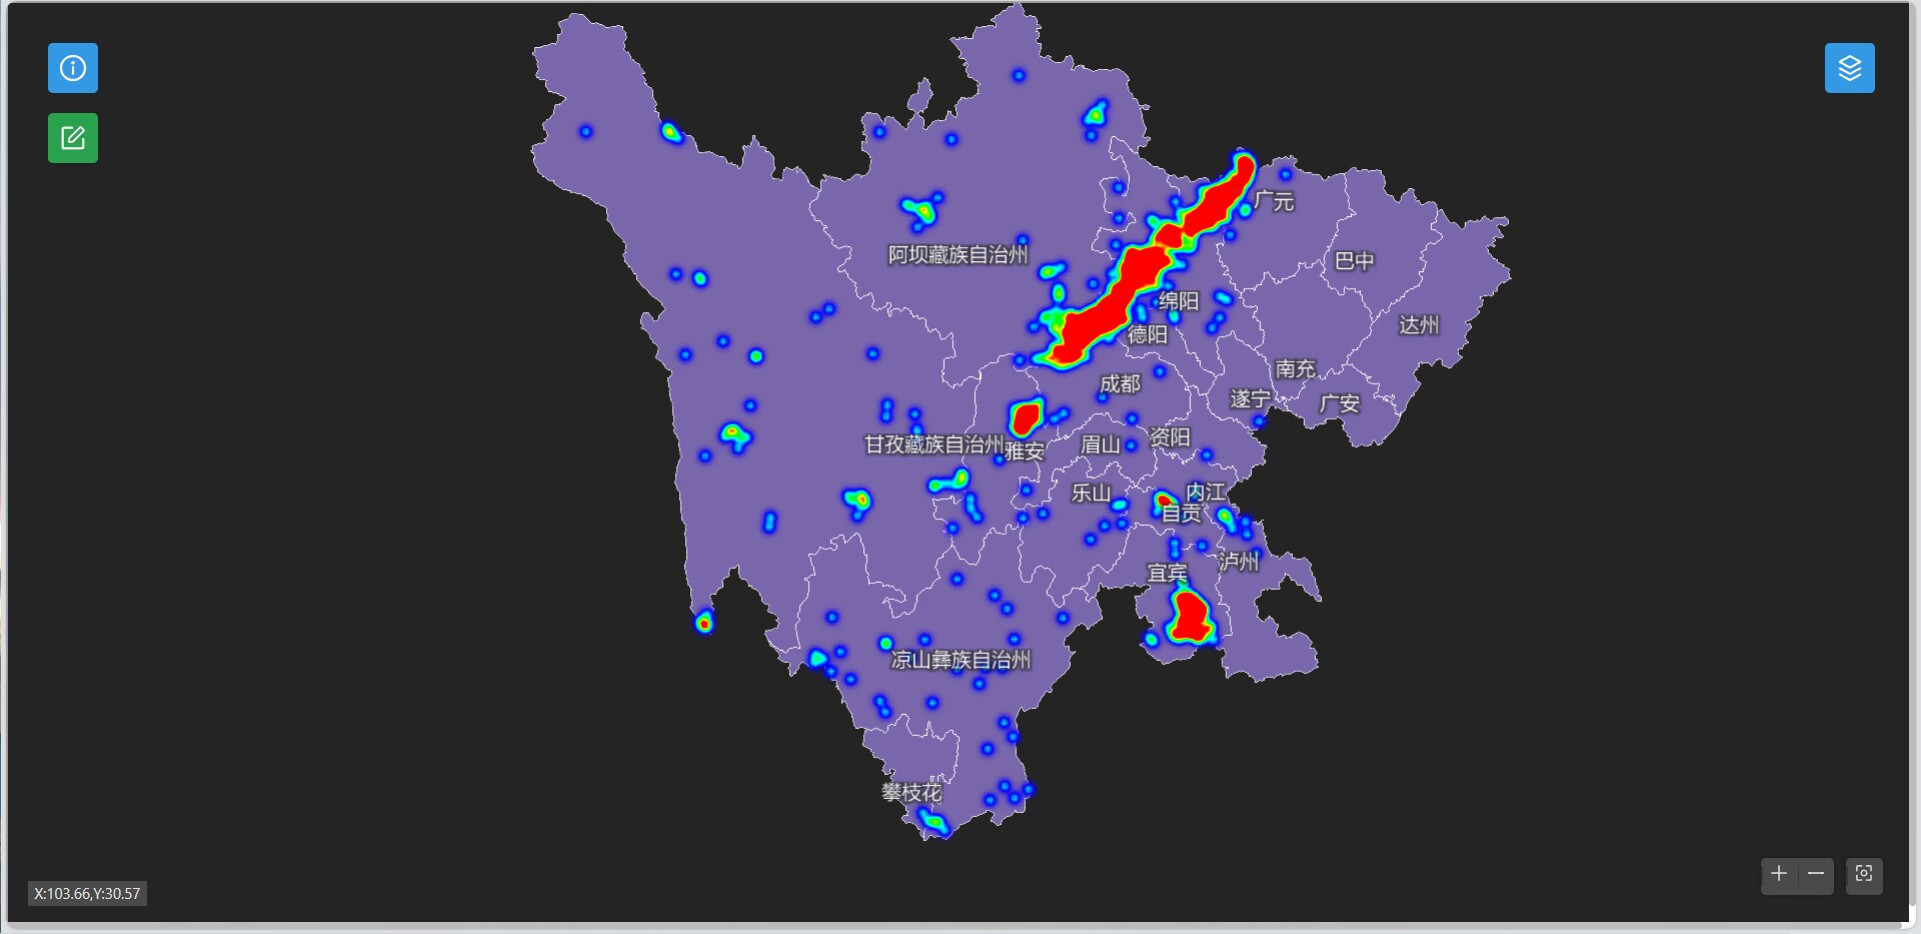 广元
阿坝藏族自治州
巴中
绵阳
达州
德阳
南充
成都
遂宁
广安
甘孜藏族自治州
雅安
眉山
资阳
乐山
内江
自贡
泸州
宜宾
凉山彝族自治州
攀枝花
X:103.66,Y:30.57